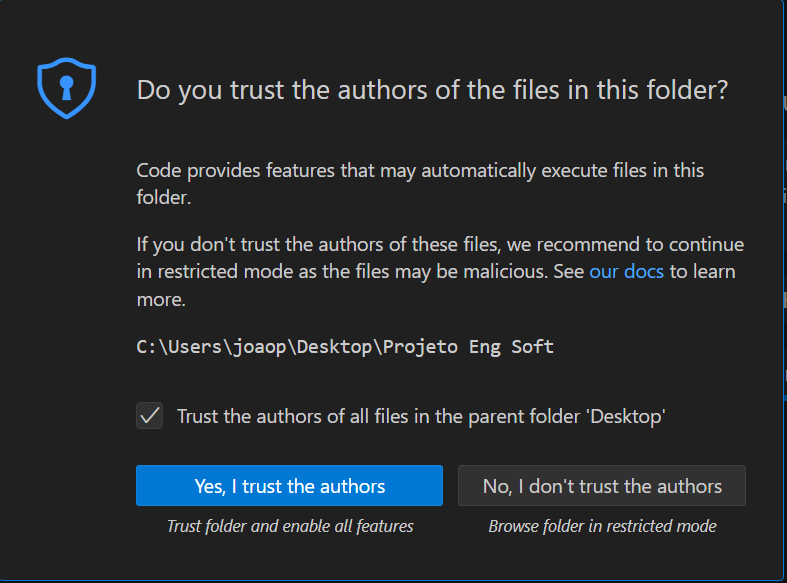 Do you trust the authors of the files in this folder?
Code provides features that may automatically execute files in this
folder.
If you don't trust the authors of these files, we recommend to continue
in restricted mode as the files may be malicious. See our docs to learn
more.
C:\Users\joaop\Desktop\Projeto Eng Soft
Trust the authors of all files in the parent folder 'Desktop'
Yes, I trust the authors
No, I don't trust the authors
Trust folder and enable all features
Browse folder in restricted mode